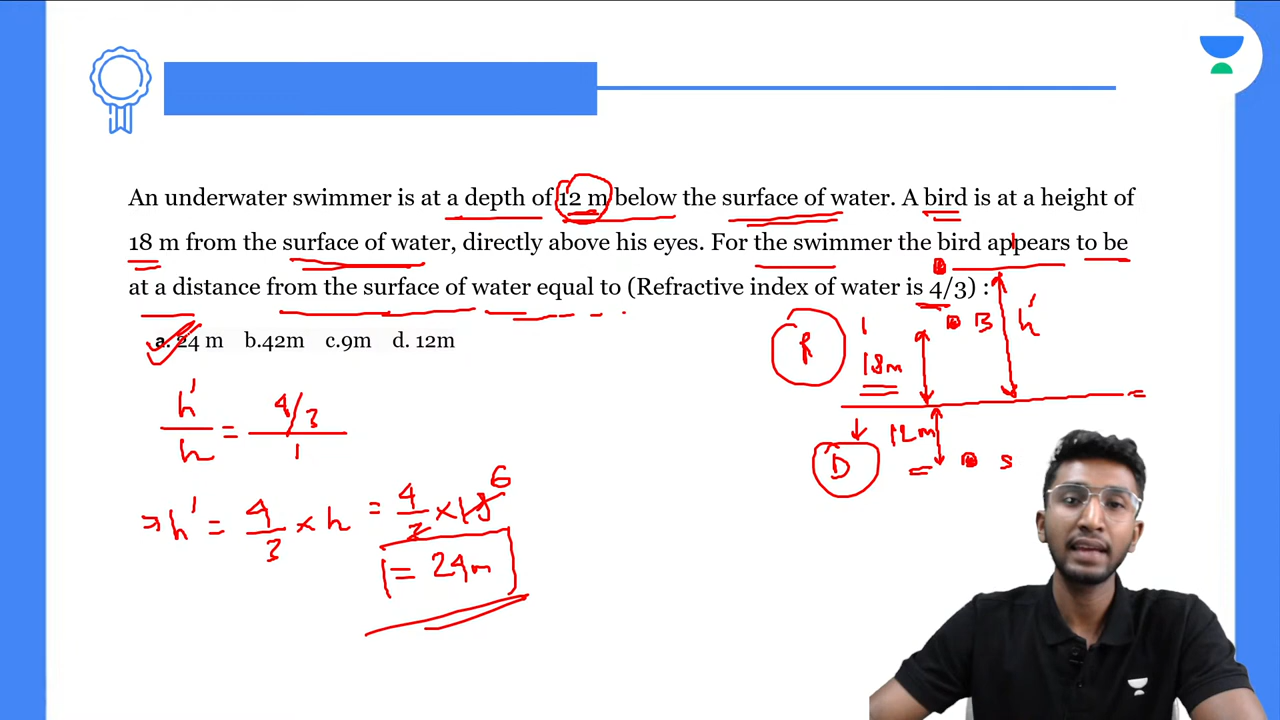 An underwater swimmer is at a depth of 12 m below the surface of water. A bird is at a height of
18 m from the surface of water, directly above his eyes. For the swimmer the bird appears to be
at a distance from the surface of water equal to (Refractive index of water is 4/3) :
a. 24 m b.42m c.9m d. 12m
R
1
18m
B
h'
12m
D
S
h'/h = 4/3/1
⇒ h' = 4/3 × h = 4/3 × 18 6
= 24m